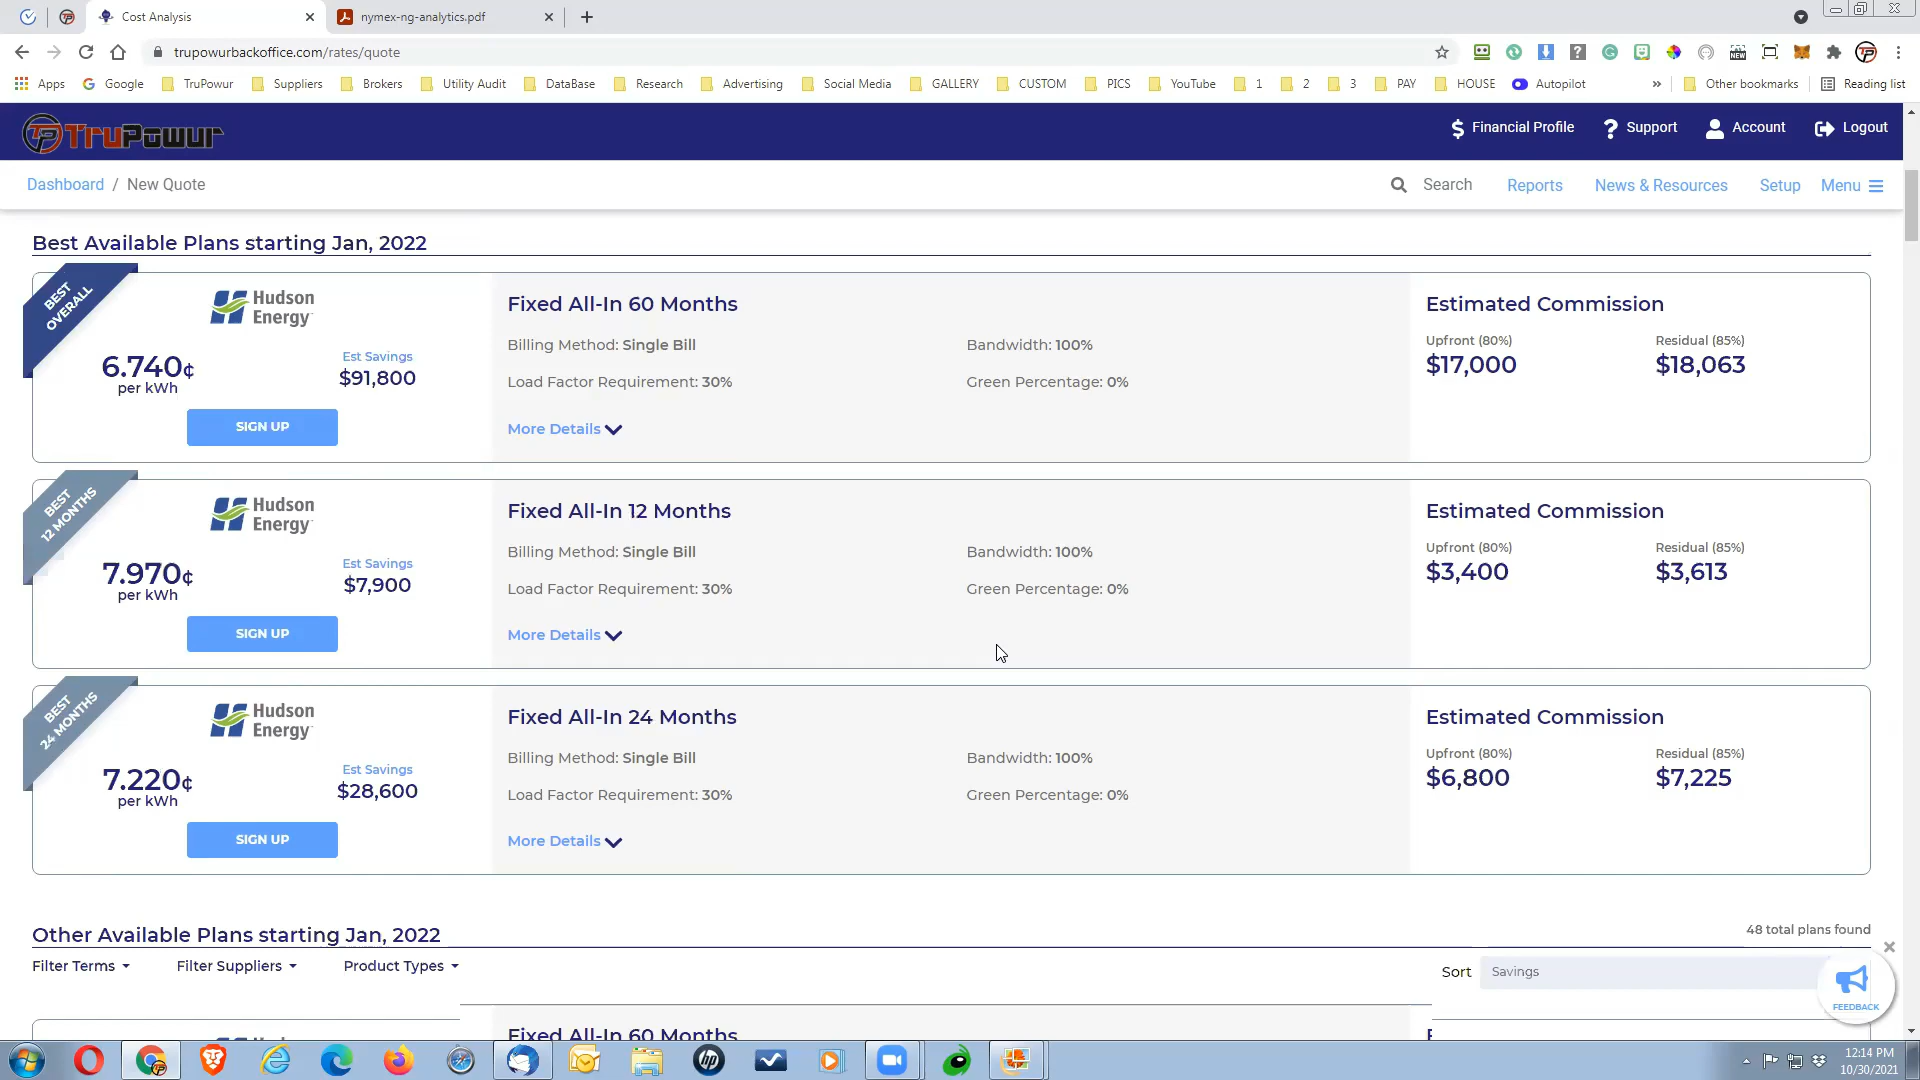 Cost Analysis
nymex-ng-analytics.pdf
trupowurbackoffice.com/rates/quote
NEW
Apps Google TruPowur Suppliers Brokers Utility Audit DataBase Research Advertising Social Media GALLERY CUSTOM PICS YouTube 1 2 3 PAY HOUSE Autopilot » Other bookmarks Reading list
TruPowur Financial Profile Support Account Logout
Dashboard / New Quote Search Reports News & Resources Setup Menu
Best Available Plans starting Jan, 2022
BEST OVERALL
Hudson Energy
6.740¢
per kWh
Est Savings
$91,800
SIGN UP
Fixed All-In 60 Months
Billing Method: Single Bill Bandwidth: 100%
Load Factor Requirement: 30% Green Percentage: 0%
More Details
Estimated Commission
Upfront (80%) Residual (85%)
$17,000 $18,063
BEST 12 MONTHS
Hudson Energy
7.970¢
per kWh
Est Savings
$7,900
SIGN UP
Fixed All-In 12 Months
Billing Method: Single Bill Bandwidth: 100%
Load Factor Requirement: 30% Green Percentage: 0%
More Details
Estimated Commission
Upfront (80%) Residual (85%)
$3,400 $3,613
BEST 24 MONTHS
Hudson Energy
7.220¢
per kWh
Est Savings
$28,600
SIGN UP
Fixed All-In 24 Months
Billing Method: Single Bill Bandwidth: 100%
Load Factor Requirement: 30% Green Percentage: 0%
More Details
Estimated Commission
Upfront (80%) Residual (85%)
$6,800 $7,225
Other Available Plans starting Jan, 2022
48 total plans found
Filter Terms Filter Suppliers Product Types
Sort Savings
FEEDBACK
Fixed All-In 60 Months
12:14 PM
10/30/2021